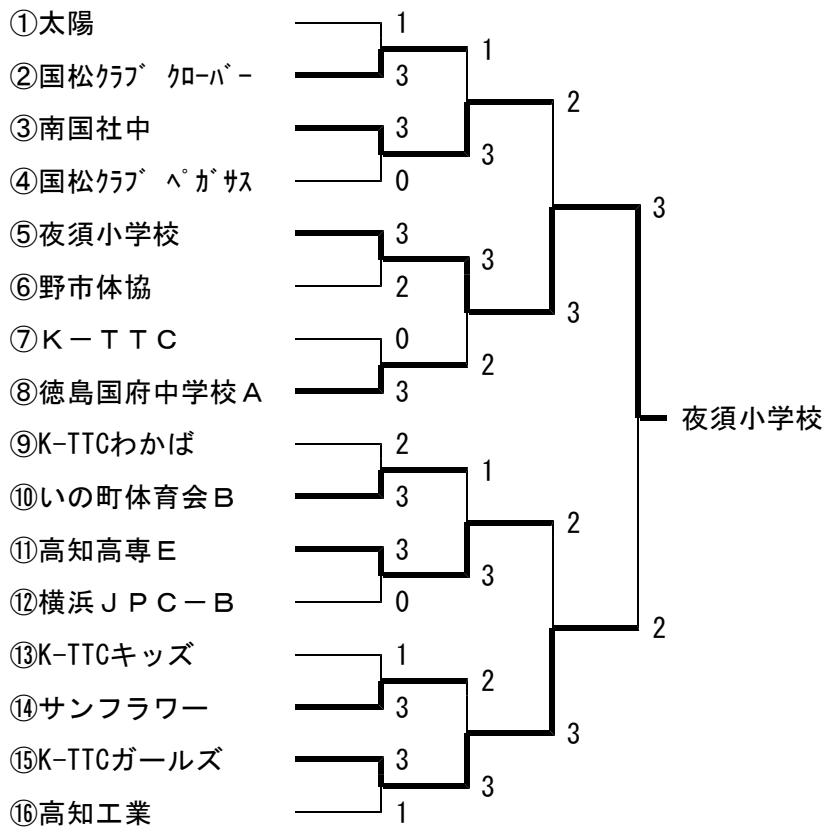 ①太陽
1
1
②国松ｸﾗﾌﾞ ｸﾛｰﾊﾞｰ
3
2
③南国社中
3
3
④国松ｸﾗﾌﾞ ﾍﾟｶﾞｻｽ
0
3
⑤夜須小学校
3
3
⑥野市体協
2
3
⑦Ｋ－ＴＴＣ
0
2
⑧徳島国府中学校Ａ
3
夜須小学校
⑨K-TTCわかば
2
1
⑩いの町体育会Ｂ
3
2
⑪高知高専Ｅ
3
3
⑫横浜ＪＰＣ－Ｂ
0
2
⑬K-TTCキッズ
1
2
⑭サンフラワー
3
3
⑮K-TTCガールズ
3
3
⑯高知工業
1